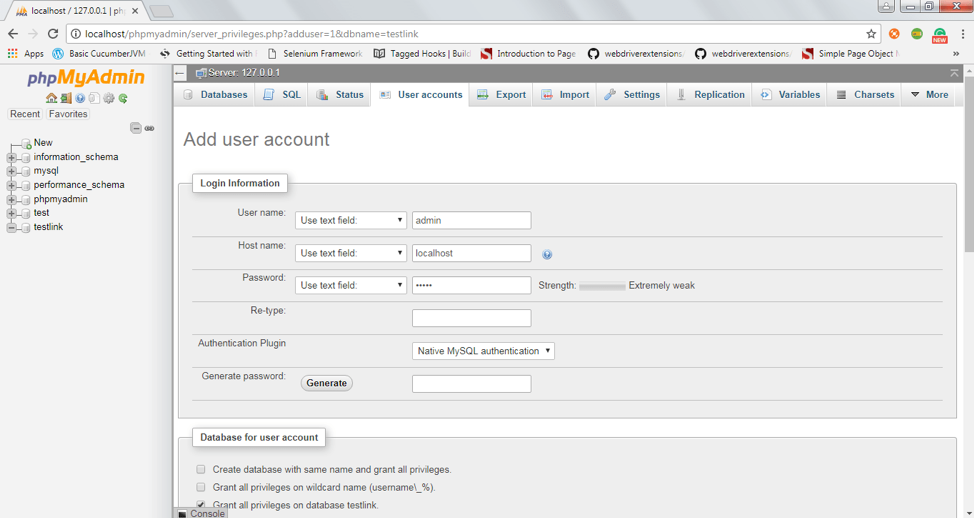 localhost / 127.0.0.1 | ph
localhost/phpmyadmin/server_privileges.php?adduser=1&dbname=testlink
NEW
Apps Basic CucumberJVM Getting Started with Selenium Framework Tagged Hooks | Build Introduction to Page webdriverextensions/ webdriverextensions. Simple Page Object »
phpMyAdmin
Recent Favorites
New
information_schema
mysql
performance_schema
phpmyadmin
test
testlink
Server: 127.0.0.1
Databases SQL Status User accounts Export Import Settings Replication Variables Charsets More
Add user account
Login Information
User name: Use text field: admin
Host name: Use text field: localhost
Password: Use text field: ••••• Strength: Extremely weak
Re-type:
Authentication Plugin Native MySQL authentication
Generate password: Generate
Database for user account
Create database with same name and grant all privileges.
Grant all privileges on wildcard name (username\_%).
Grant all privileges on database testlink.
Console